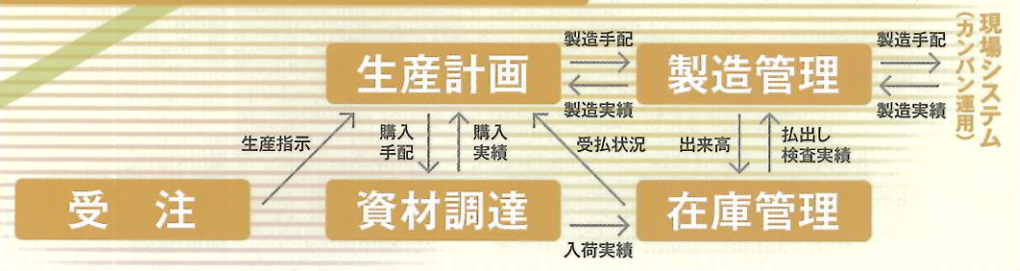 製造手配
製造手配
生産計画
製造管理
製造実績
製造実績
現場システム
（カンバン運用）
生産指示
購入
手配
購入
実績
受払状況
出来高
払出し
検査実績
受　注
資材調達
在庫管理
入荷実績